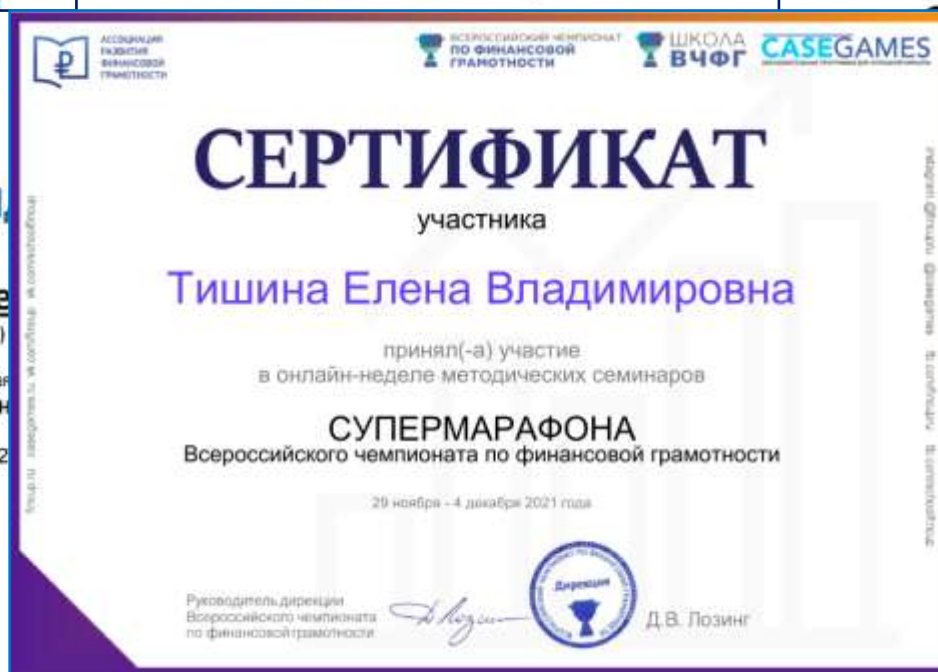 АССОЦИАЦИЯ
РАЗВИТИЯ
ФИНАНСОВОЙ
ГРАМОТНОСТИ
ВСЕРОССИЙСКИЙ ЧЕМПИОНАТ
ПО ФИНАНСОВОЙ
ГРАМОТНОСТИ
ШКОЛА
ВЧФГ
CASEGAMES
СЕРТИФИКАТ
участника
Тишина Елена Владимировна
принял(-а) участие
в онлайн-неделе методических семинаров
СУПЕРМАРАФОНА
Всероссийского чемпионата по финансовой грамотности
29 ноября - 4 декабря 2021 года
Руководитель дирекции
Всероссийского чемпионата
по финансовой грамотности
Дирекция
Д.В. Лозинг